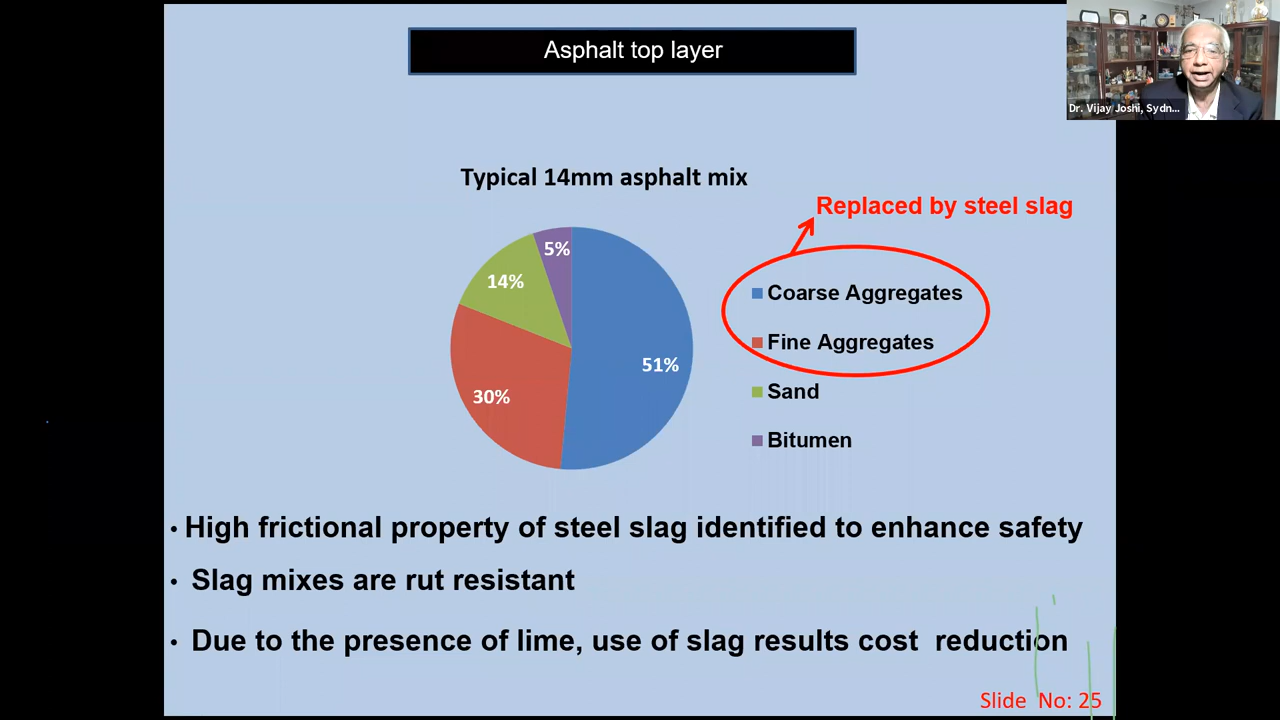 Asphalt top layer
Dr. Vijay Joshi, Sydn...
Typical 14mm asphalt mix
Replaced by steel slag
5%
14%
51%
30%
Coarse Aggregates
Fine Aggregates
Sand
Bitumen
• High frictional property of steel slag identified to enhance safety
• Slag mixes are rut resistant
• Due to the presence of lime, use of slag results cost reduction
Slide No: 25